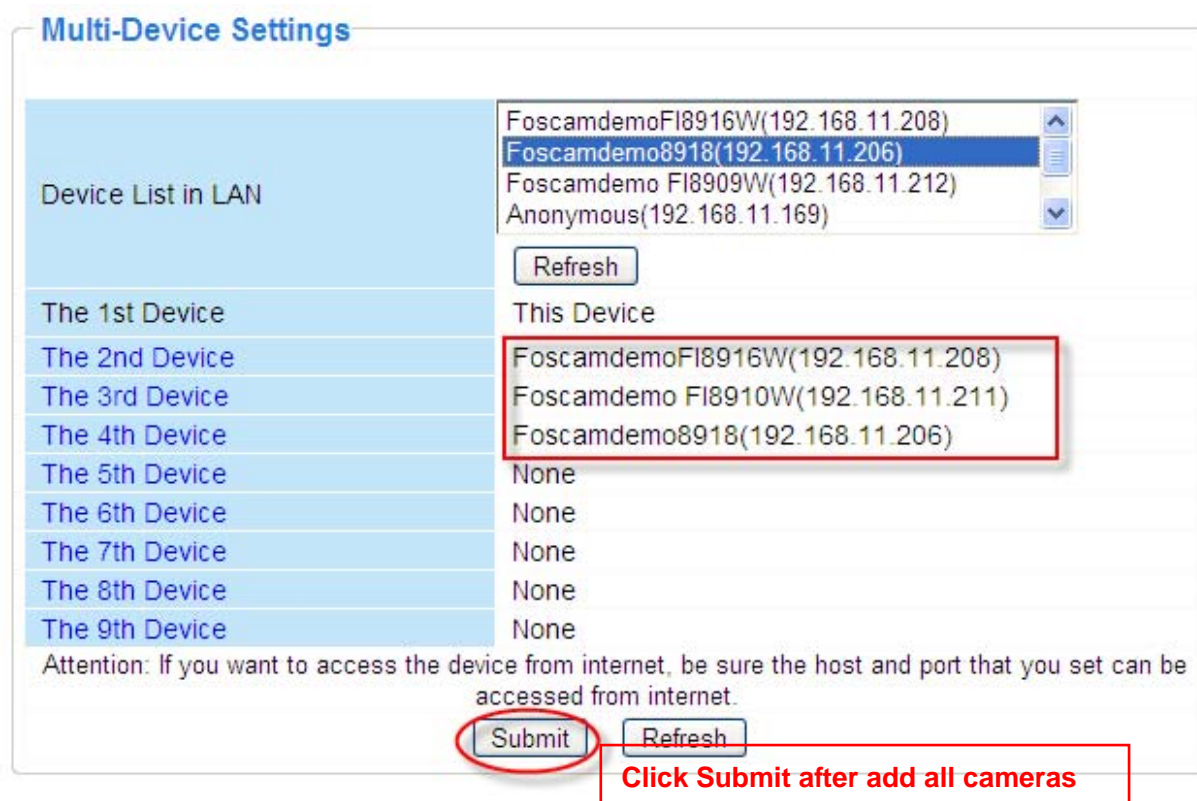 Multi-Device Settings
FoscamdemoFI8916W(192.168.11.208)
Foscamdemo8918(192.168.11.206)
Foscamdemo FI8909W(192.168.11.212)
Anonymous(192.168.11.169)
Device List in LAN
Refresh
The 1st Device This Device
The 2nd Device FoscamdemoFI8916W(192.168.11.208)
The 3rd Device Foscamdemo FI8910W(192.168.11.211)
The 4th Device Foscamdemo8918(192.168.11.206)
The 5th Device None
The 6th Device None
The 7th Device None
The 8th Device None
The 9th Device None
Attention: If you want to access the device from internet, be sure the host and port that you set can be
accessed from internet.
Submit Refresh
Click Submit after add all cameras